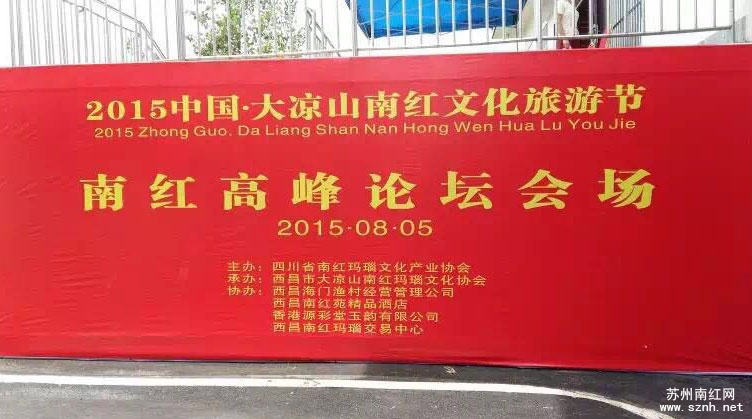 2015中国·大凉山南红文化旅游节
2015 Zhong Guo. Da Liang Shan Nan Hong Wen Hua Lu You Jie
南红高峰论坛会场
2015·08·05
主办：四川省南红玛瑙文化产业协会
承办：西昌市大凉山南红玛瑙文化协会
协办：西昌海门渔村经营管理公司
西昌南红苑精品酒店
香港源彩堂玉韵有限公司
西昌南红玛瑙交易中心
苏州南红网
www.sznh.net